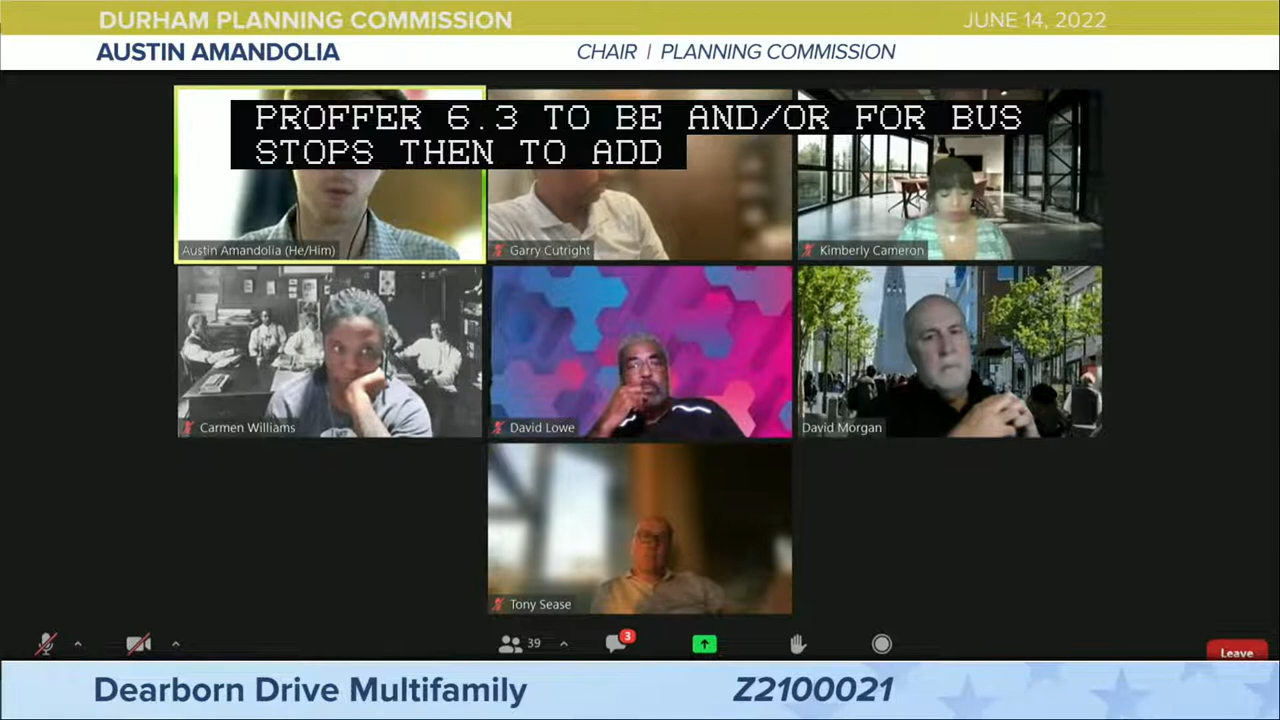 DURHAM PLANNING COMMISSION JUNE 14, 2022
AUSTIN AMANDOLIA CHAIR | PLANNING COMMISSION
PROFFER 6.3 TO BE AND/OR FOR BUS
STOPS THEN TO ADD
Austin Amandolia (He/Him) Garry Cutright Kimberly Cameron
Carmen Williams David Lowe David Morgan
Tony Sease
39 3
Leave
Dearborn Drive Multifamily Z2100021